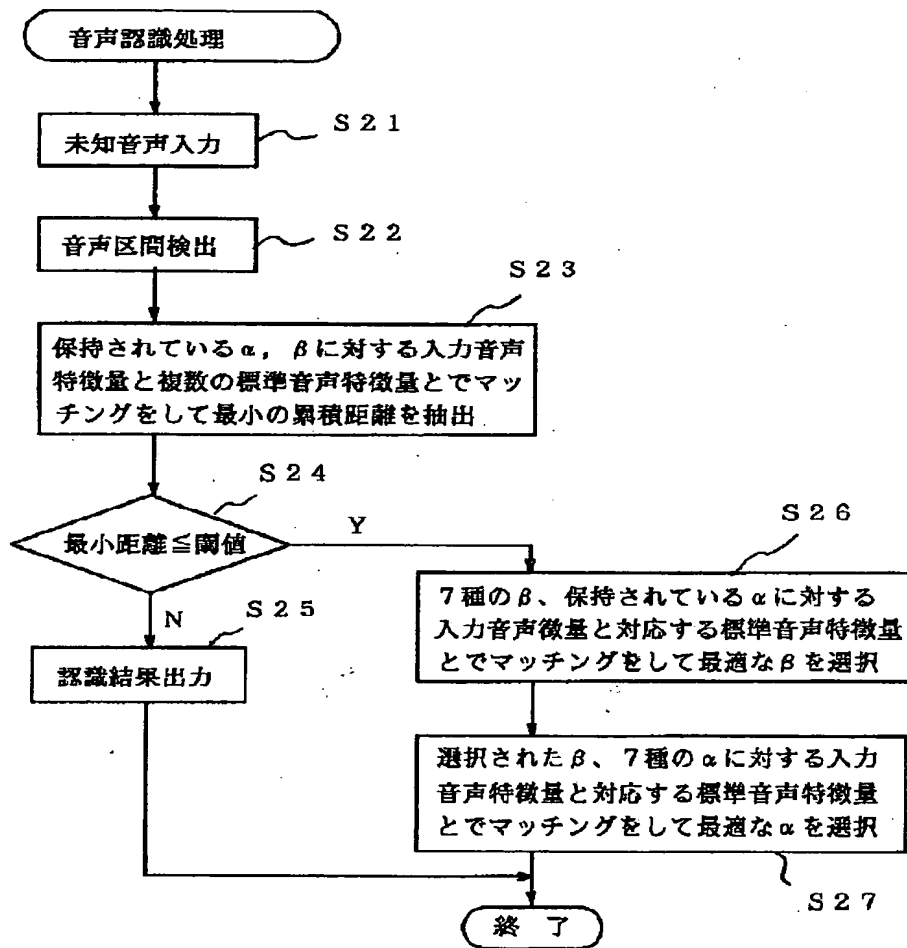 音声認識処理
S21
未知音声入力
S22
音声区間検出
S23
保持されているα，βに対する入力音声
特徴量と複数の標準音声特徴量とでマッ
チングをして最小の累積距離を抽出
S24
最小距離≦閾値
Y
N
S25
認識結果出力
S26
7種のβ、保持されているαに対する
入力音声徴量と対応する標準音声特徴量
とでマッチングをして最適なβを選択
選択されたβ、7種のαに対する入力
音声特徴量と対応する標準音声特徴量
とでマッチングをして最適なαを選択
S27
終 了